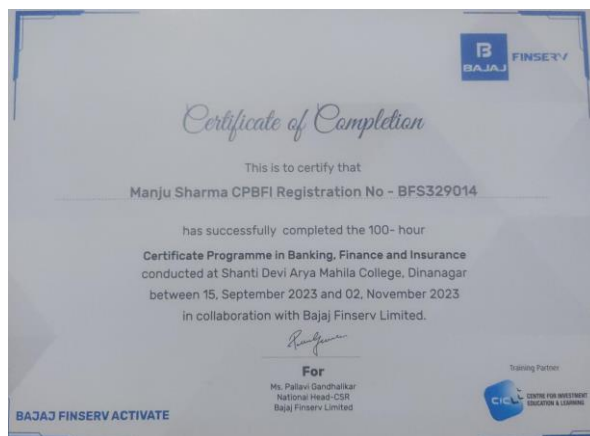 BAJAJ
FINSERV
Certificate of Completion
This is to certify that
Manju Sharma CPBFI Registration No - BFS329014
has successfully completed the 100- hour
Certificate Programme in Banking, Finance and Insurance
conducted at Shanti Devi Arya Mahila College, Dinanagar
between 15, September 2023 and 02, November 2023
in collaboration with Bajaj Finserv Limited.
For
Ms. Pallavi Gandhalikar
National Head-CSR
Bajaj Finserv Limited
BAJAJ FINSERV ACTIVATE
Training Partner
CICL
CENTRE FOR INVESTMENT
EDUCATION & LEARNING